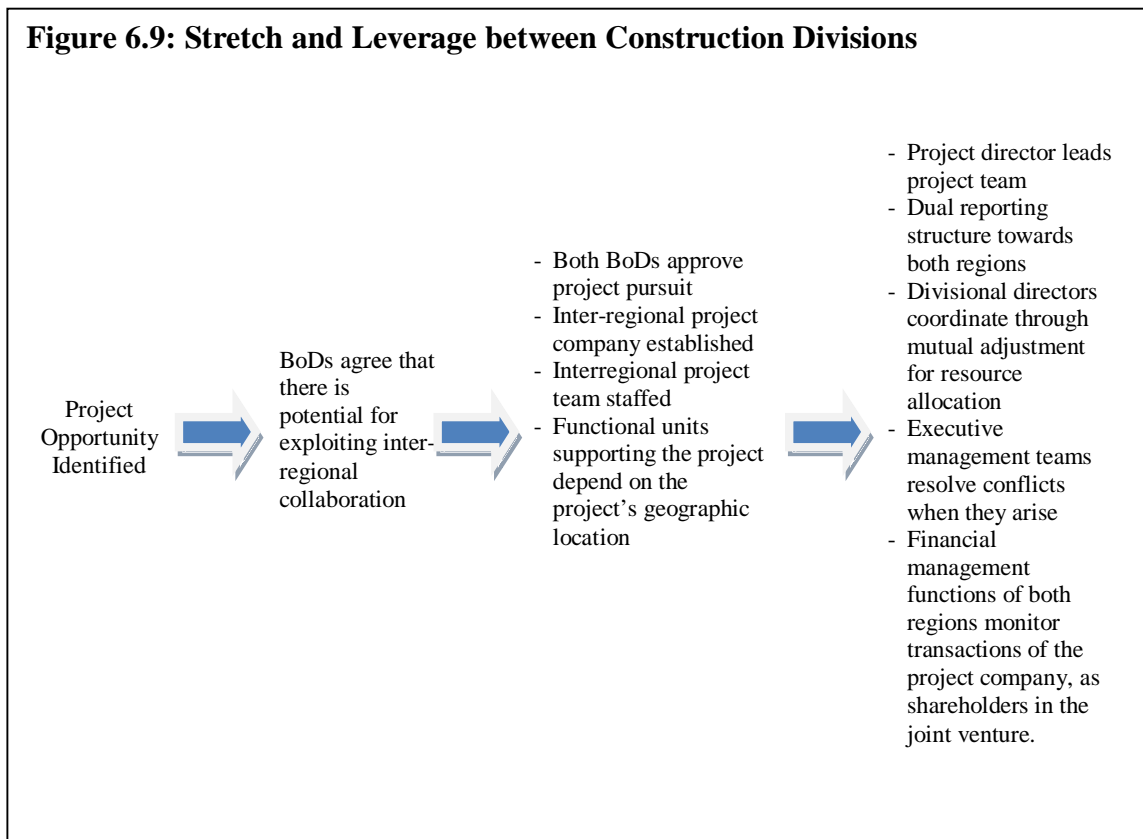 Figure 6.9: Stretch and Leverage between Construction Divisions
Project
Opportunity
Identified
BoDs agree that
there is
potential for
exploiting inter-
regional
collaboration
- Both BoDs approve
project pursuit
- Inter-regional project
company established
- Interregional project
team staffed
- Functional units
supporting the project
depend on the
project’s geographic
location
- Project director leads
project team
- Dual reporting
structure towards
both regions
- Divisional directors
coordinate through
mutual adjustment
for resource
allocation
- Executive
management teams
resolve conflicts
when they arise
- Financial
management
functions of both
regions monitor
transactions of the
project company, as
shareholders in the
joint venture.